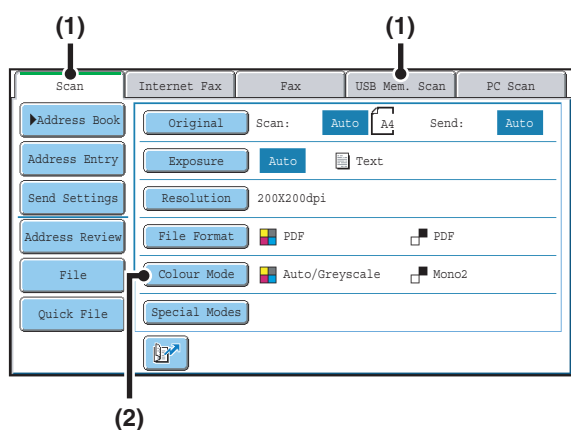 (1) (1)
Scan Internet Fax Fax USB Mem. Scan PC Scan
Address Book Original Scan: Auto A4 Send: Auto
Address Entry Exposure Auto Text
Send Settings Resolution 200X200dpi
Address Review File Format PDF PDF
File Colour Mode Auto/Greyscale Mono2
Quick File Special Modes
(2)